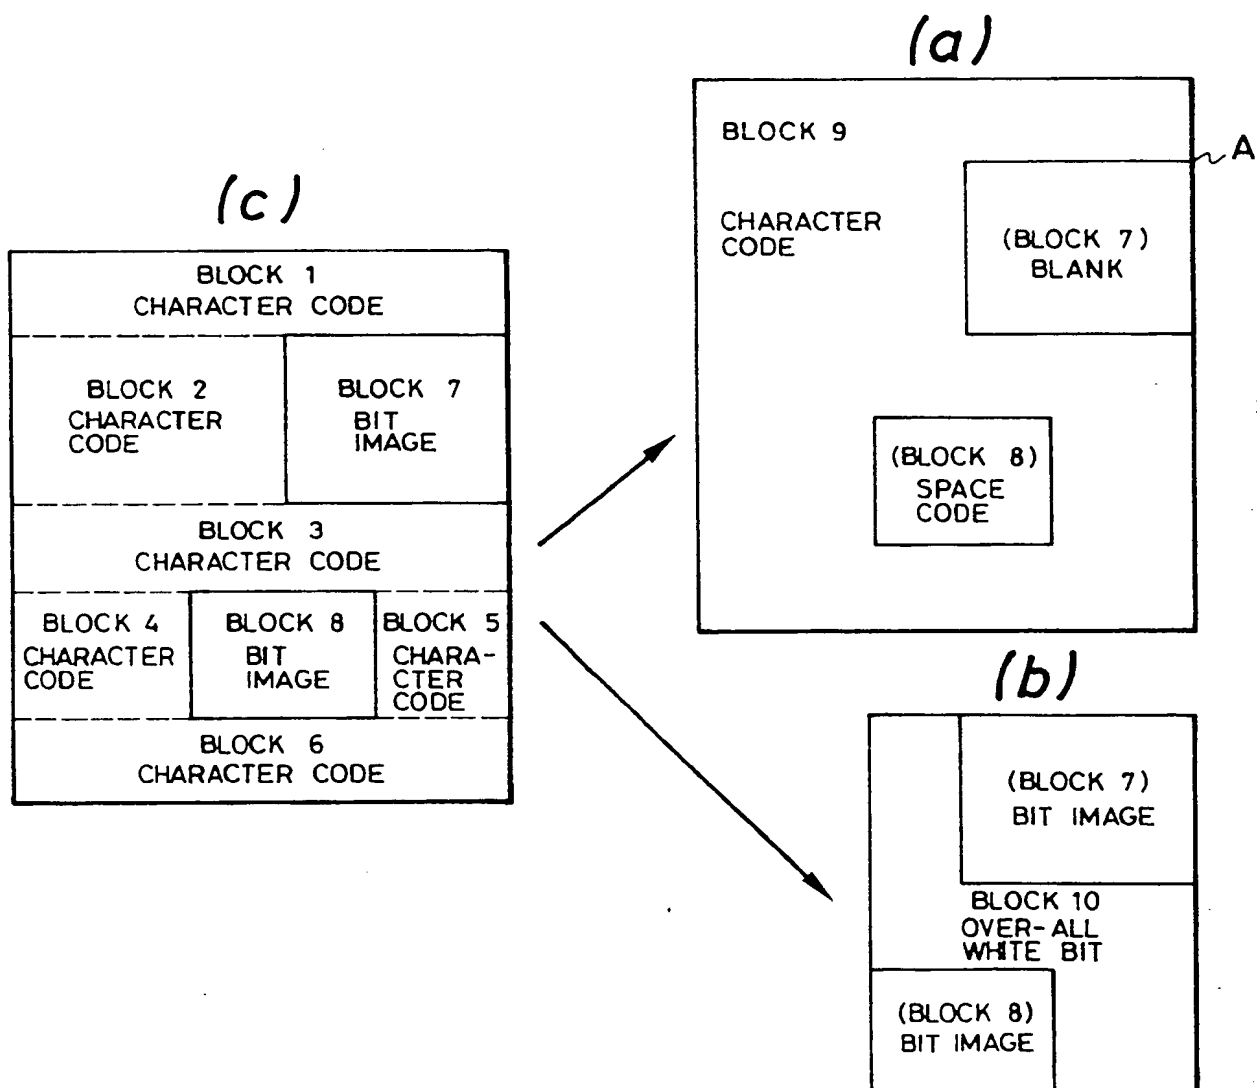 (a)
BLOCK 9
A
CHARACTER
CODE
(BLOCK 7)
BLANK
(BLOCK 8)
SPACE
CODE
(c)
BLOCK 1
CHARACTER CODE
BLOCK 2
CHARACTER
CODE
BLOCK 7
BIT
IMAGE
BLOCK 3
CHARACTER CODE
BLOCK 4
CHARACTER
CODE
BLOCK 8
BIT
IMAGE
BLOCK 5
CHARA-
CTER
CODE
BLOCK 6
CHARACTER CODE
(b)
(BLOCK 7)
BIT IMAGE
BLOCK 10
OVER-ALL
WHITE BIT
(BLOCK 8)
BIT IMAGE